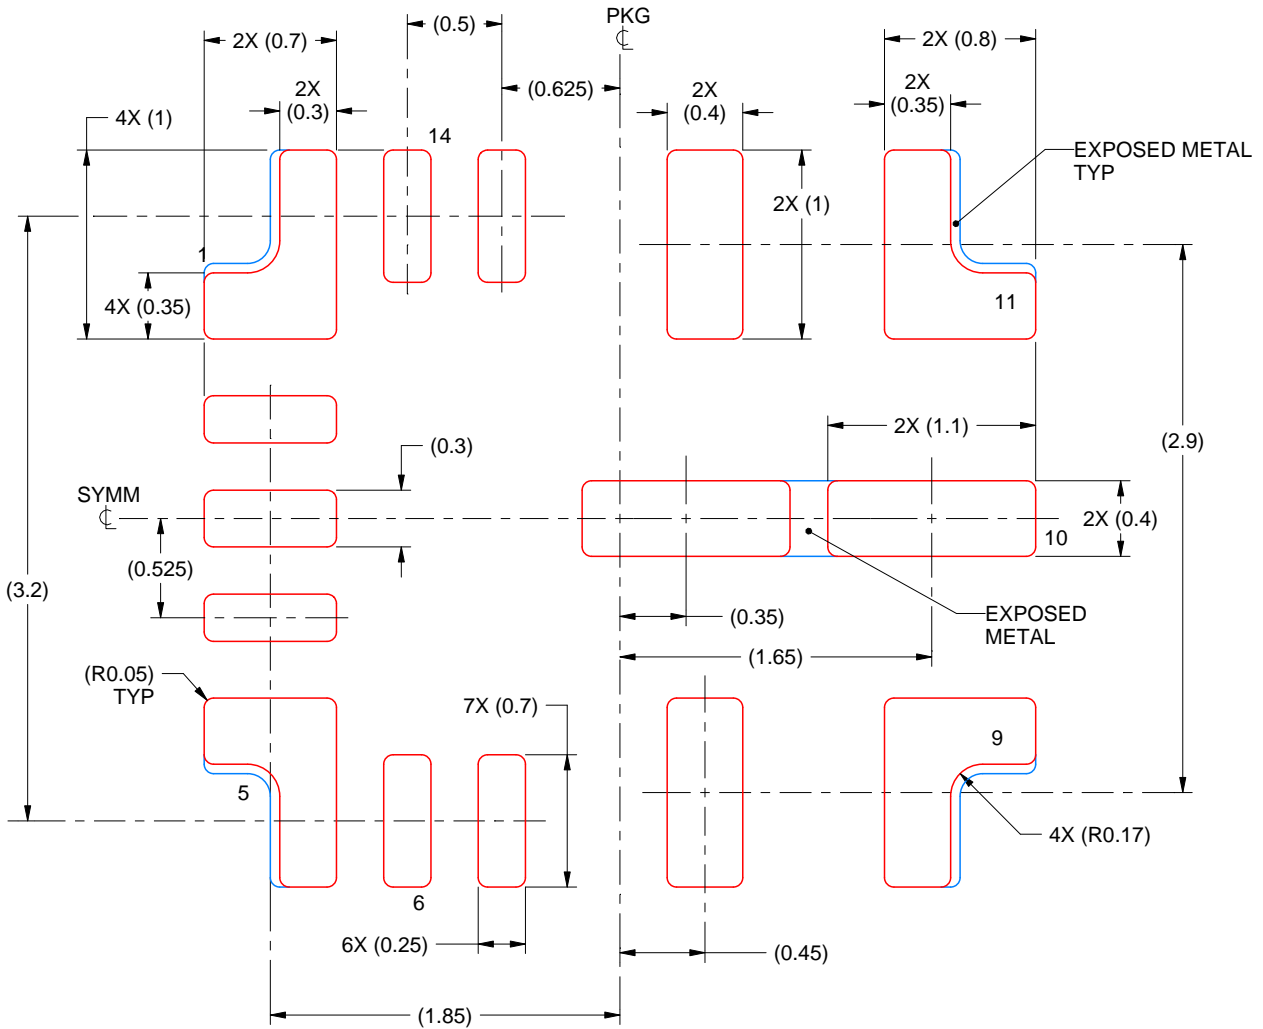 PKG
℄
(0.5)
2X (0.7)
2X (0.8)
(0.625)
2X
(0.3)
2X
(0.4)
2X
(0.35)
4X (1)
14
EXPOSED METAL
TYP
2X (1)
1
4X (0.35)
11
(0.3)
2X (1.1)
(2.9)
SYMM
℄
2X (0.4)
10
(0.525)
(3.2)
(0.35)
EXPOSED
METAL
(1.65)
(R0.05)
TYP
7X (0.7)
9
5
4X (R0.17)
6
6X (0.25)
(0.45)
(1.85)